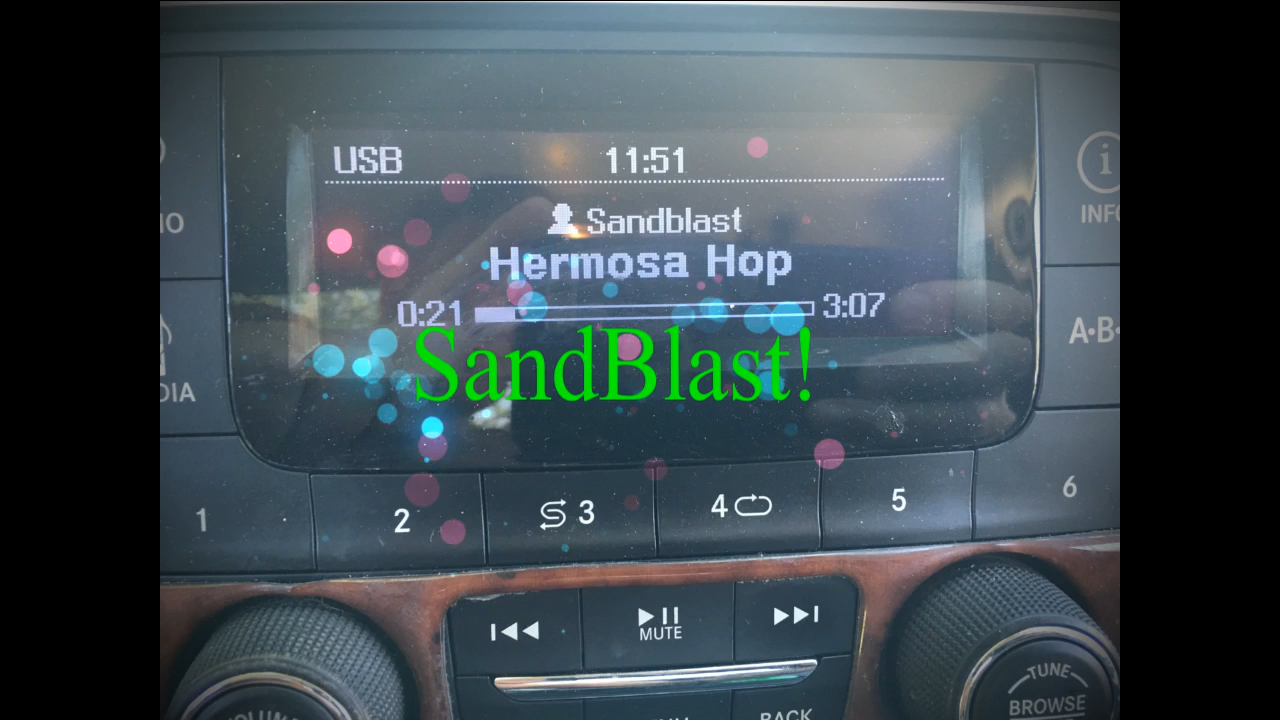 USB 11:51
Sandblast
Hermosa Hop
0:21 3:07
SandBlast!
INFO
A·B·
DIA
1 2 3 4 5 6
MUTE
TUNE
BROWSE
BACK